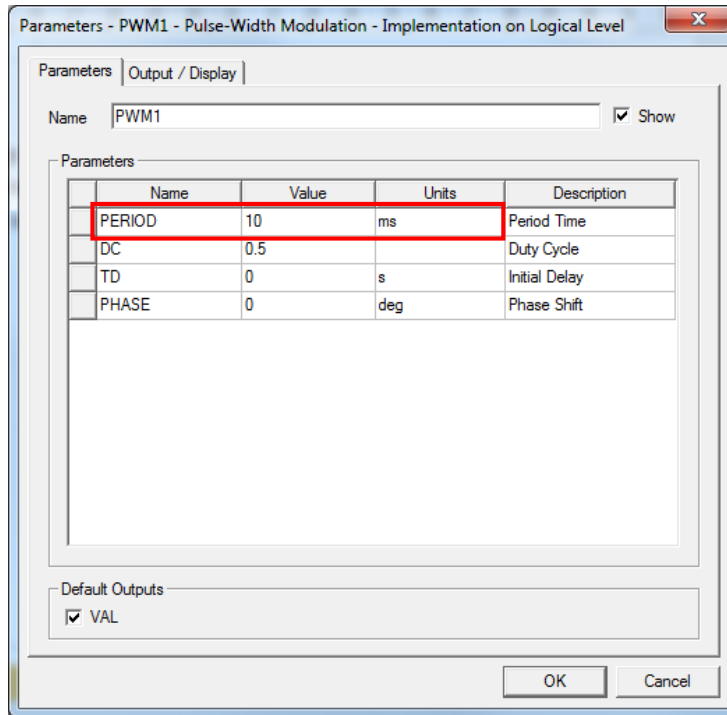 Parameters - PWM1 - Pulse-Width Modulation - Implementation on Logical Level
Parameters Output / Display
Name PWM1 Show
Parameters
Name Value Units Description
PERIOD 10 ms Period Time
DC 0.5 Duty Cycle
TD 0 s Initial Delay
PHASE 0 deg Phase Shift
Default Outputs
VAL
OK Cancel